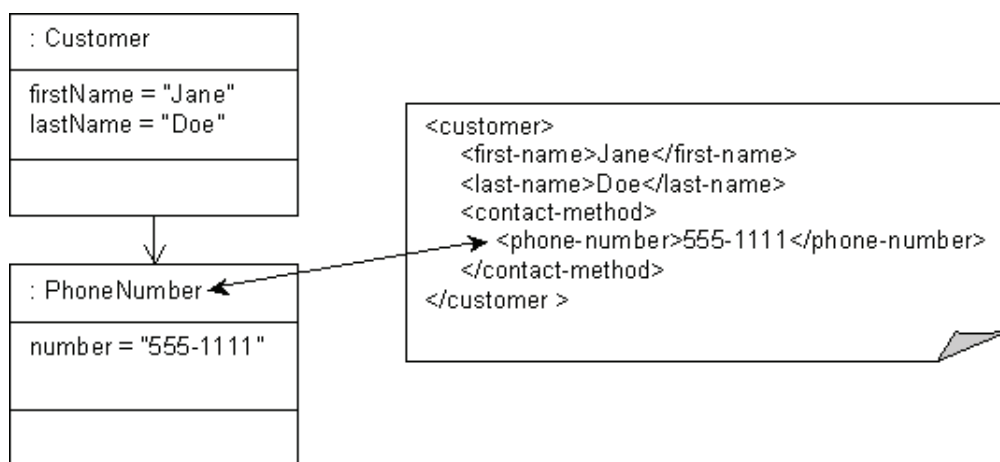 : Customer
firstName = "Jane"
lastName = "Doe"
: PhoneNumber
number = "555-1111"
<customer>
<first-name>Jane</first-name>
<last-name>Doe</last-name>
<contact-method>
<phone-number>555-1111</phone-number>
</contact-method>
</customer >